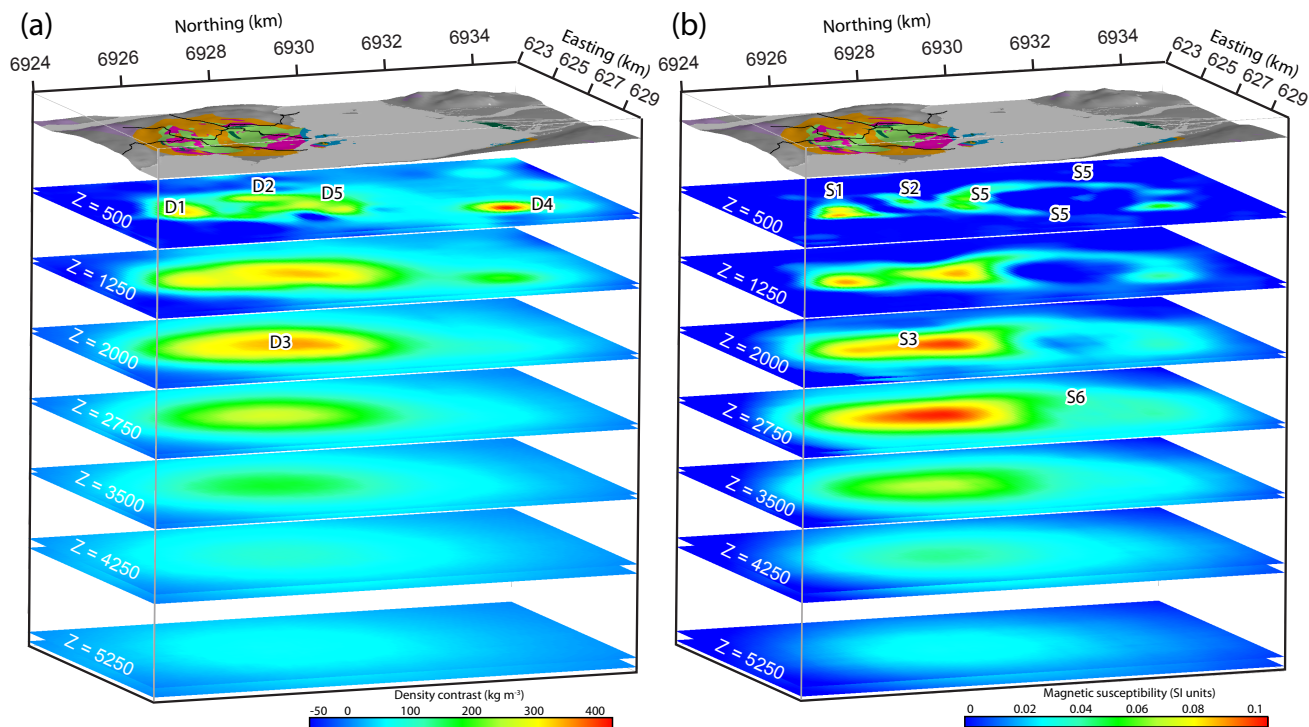 (a)
Northing (km)
6924
6926
6928
6930
6932
6934
Easting (km)
623
625
627
629
D1
D2
D5
D4
Z = 500
Z = 1250
D3
Z = 2000
Z = 2750
Z = 3500
Z = 4250
Z = 5250
Density contrast (kg m⁻³)
-50 0 100 200 300 400
(b)
Northing (km)
6924
6926
6928
6930
6932
6934
Easting (km)
623
625
627
629
S1
S2
S5
S5
S5
Z = 500
Z = 1250
S3
Z = 2000
S6
Z = 2750
Z = 3500
Z = 4250
Z = 5250
Magnetic susceptibility (SI units)
0 0.02 0.04 0.06 0.08 0.1